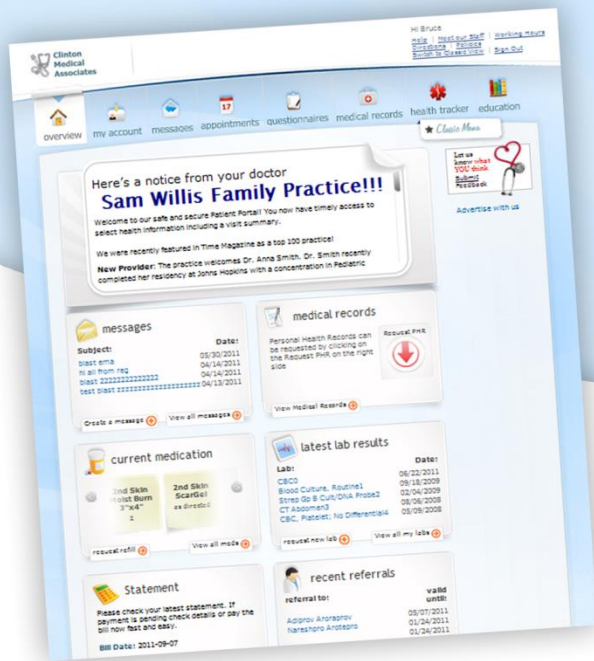 Clinton
Medical
Associates
Hi Bruce
Help | Meet our Staff | Working Hours
Directions | Policies
Switch to Classic View | Sign Out
overview my account messages appointments questionnaires medical records health tracker education
17
Classic Menu
Here's a notice from your doctor
Sam Willis Family Practice!!!
Welcome to our safe and secure Patient Portal! You now have timely access to
select health information including a visit summary.
We were recently featured in Time Magazine as a top 100 practice!
New Provider: The practice welcomes Dr. Anna Smith. Dr. Smith recently
completed her residency at Johns Hopkins with a concentration in Pediatric
Let us
know what
YOU think
Submit
Feedback
Advertise with us
messages
Subject: Date:
blast ema 05/30/2011
hi all from reg 04/14/2011
blast 22222222222222 04/14/2011
test blast zzzzzzzzzzzzzzzzzzzzz 04/13/2011
Create a message View all messages
medical records
Personal Health Records can
be requested by clicking on
the Request PHR on the right
side
Request PHR
View Medical Records
current medication
2nd Skin
Moist Burn
3"x4"
z
2nd Skin
ScarGel
as directed
request refill View all meds
latest lab results
Lab: Date:
CBC0 06/22/2011
Blood Culture, Routine1 09/18/2009
Strep Gp B Cult/DNA Probe2 02/04/2009
CT Abdomen3 08/06/2008
CBC, Platelet; No Differential4 05/09/2008
request new lab View all my labs
Statement
Please check your latest statement. If
payment is pending check details or pay the
bill now fast and easy.
Bill Date: 2011-09-07
recent referrals
referral to: valid
until:
Adiprov Aroraprov 05/07/2011
Nareshpro Arotepro 01/24/2011
01/24/2011